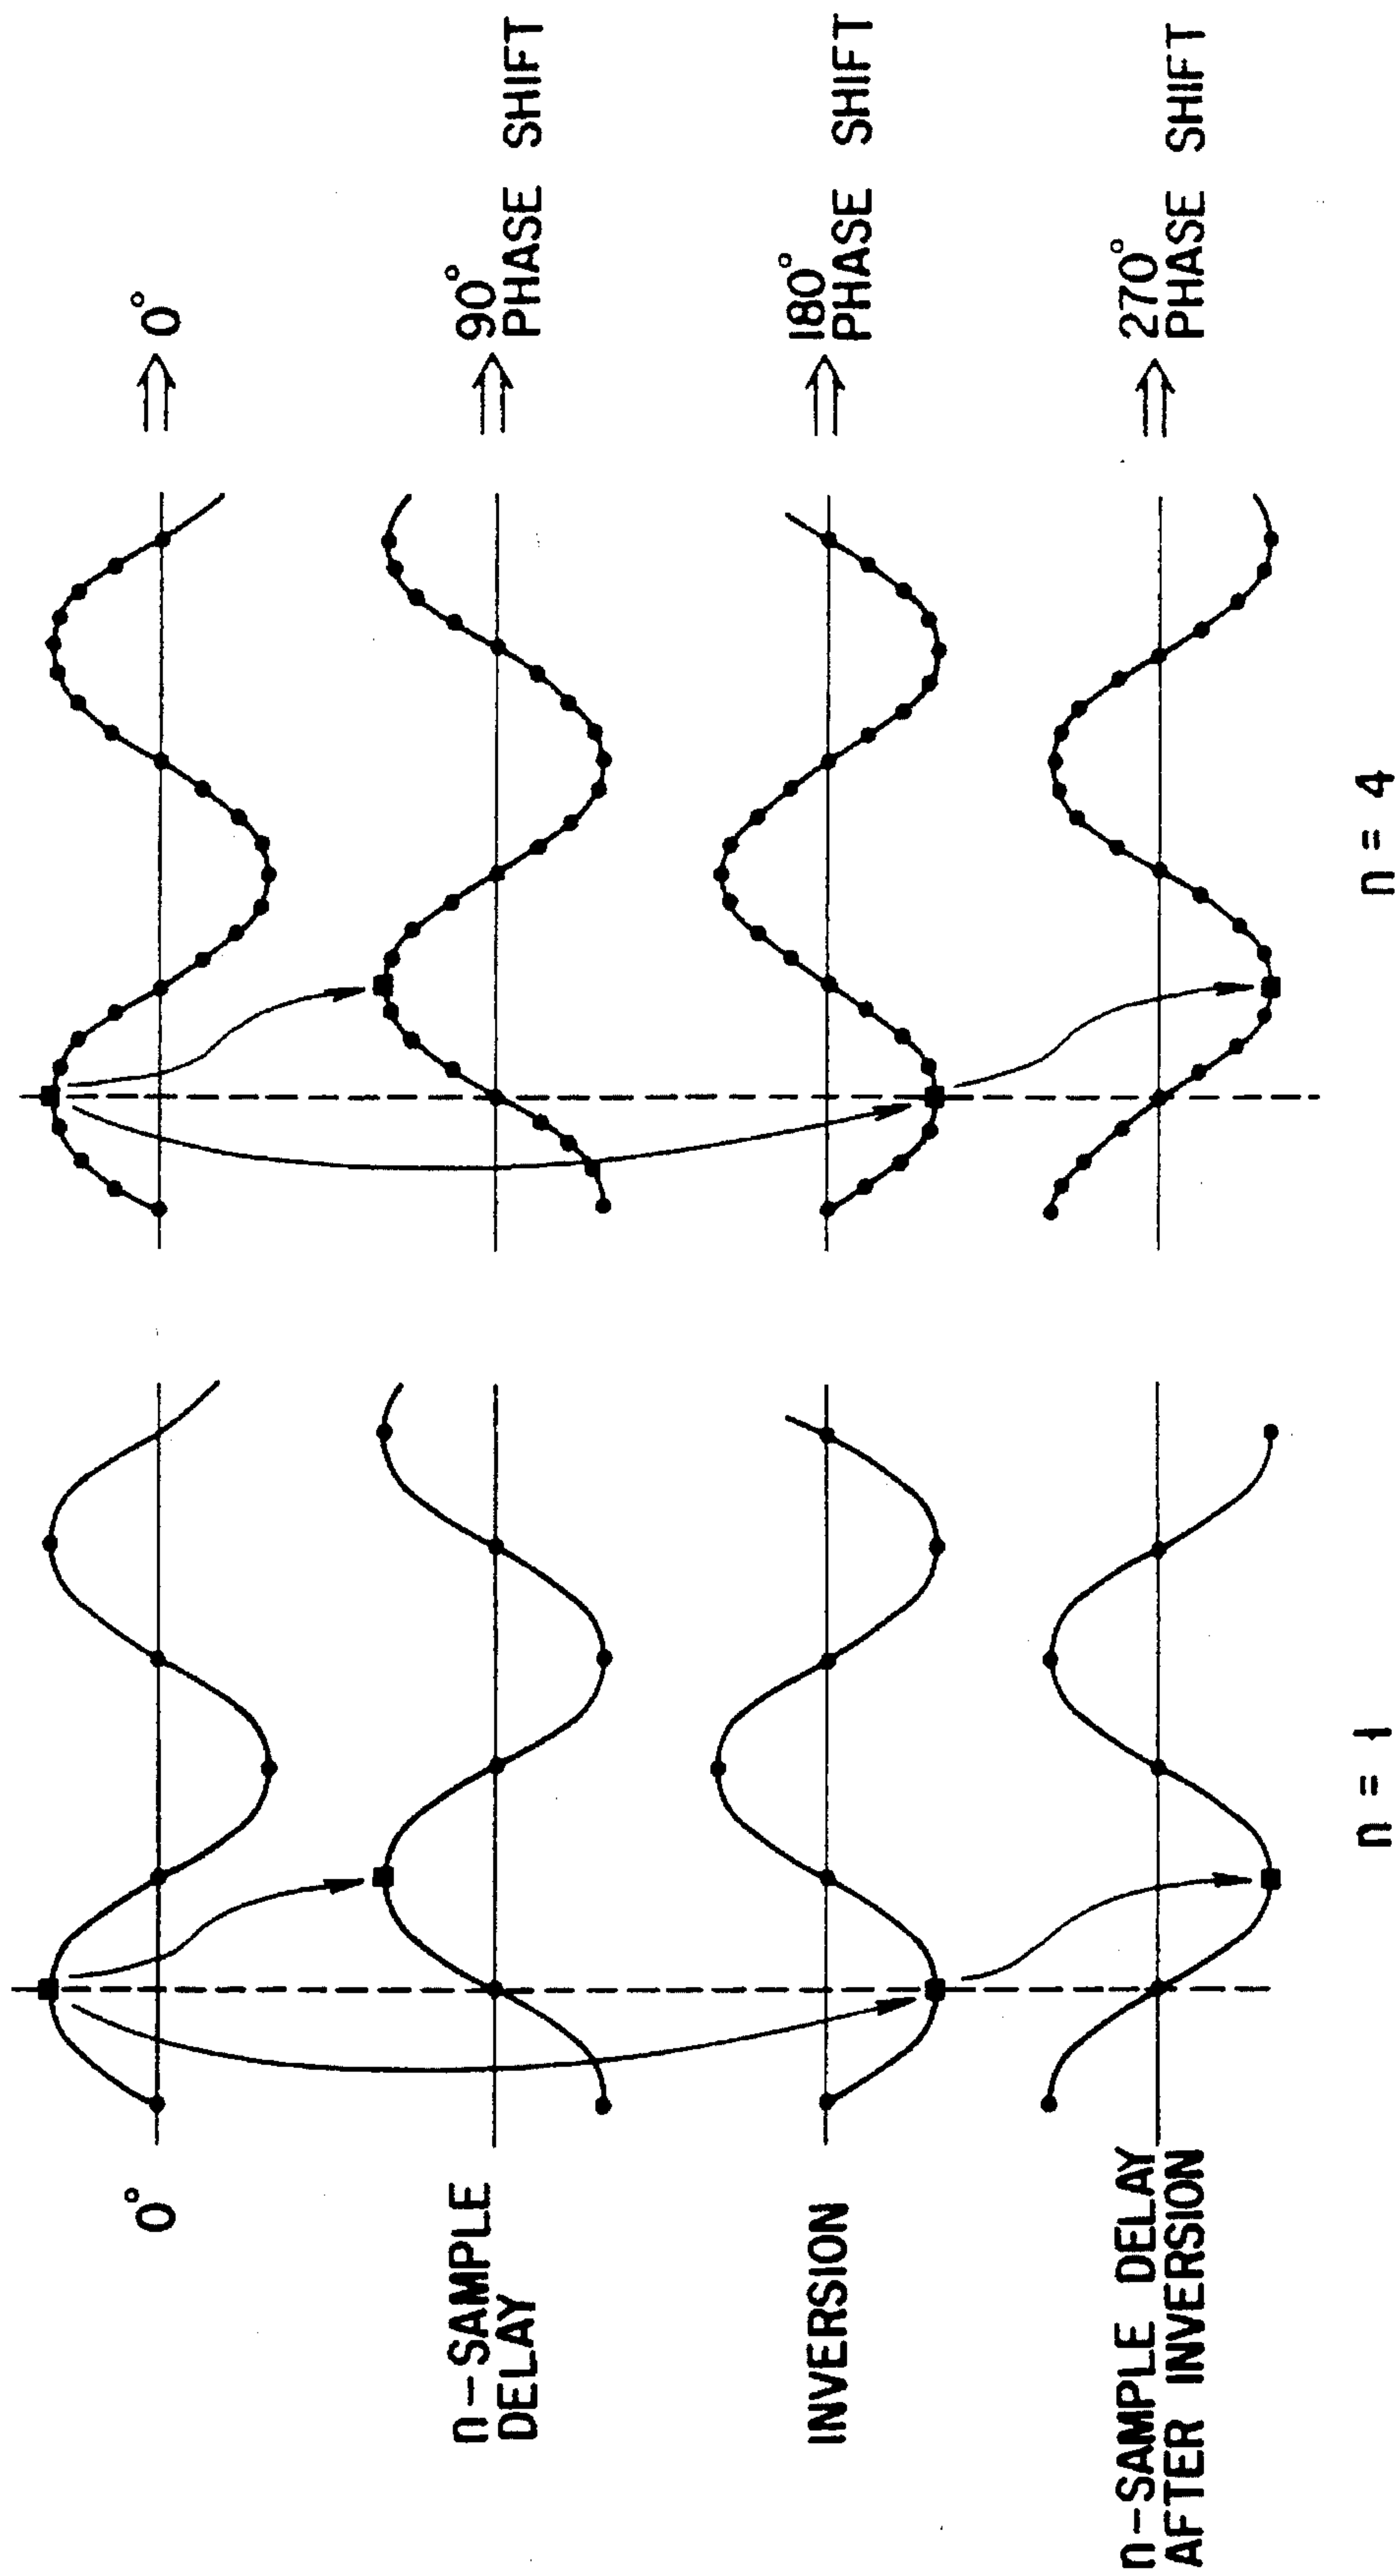 0°
0°
n-SAMPLE
DELAY
90°
PHASE SHIFT
INVERSION
180°
PHASE SHIFT
n-SAMPLE DELAY
AFTER INVERSION
270°
PHASE SHIFT
n = 1
n = 4